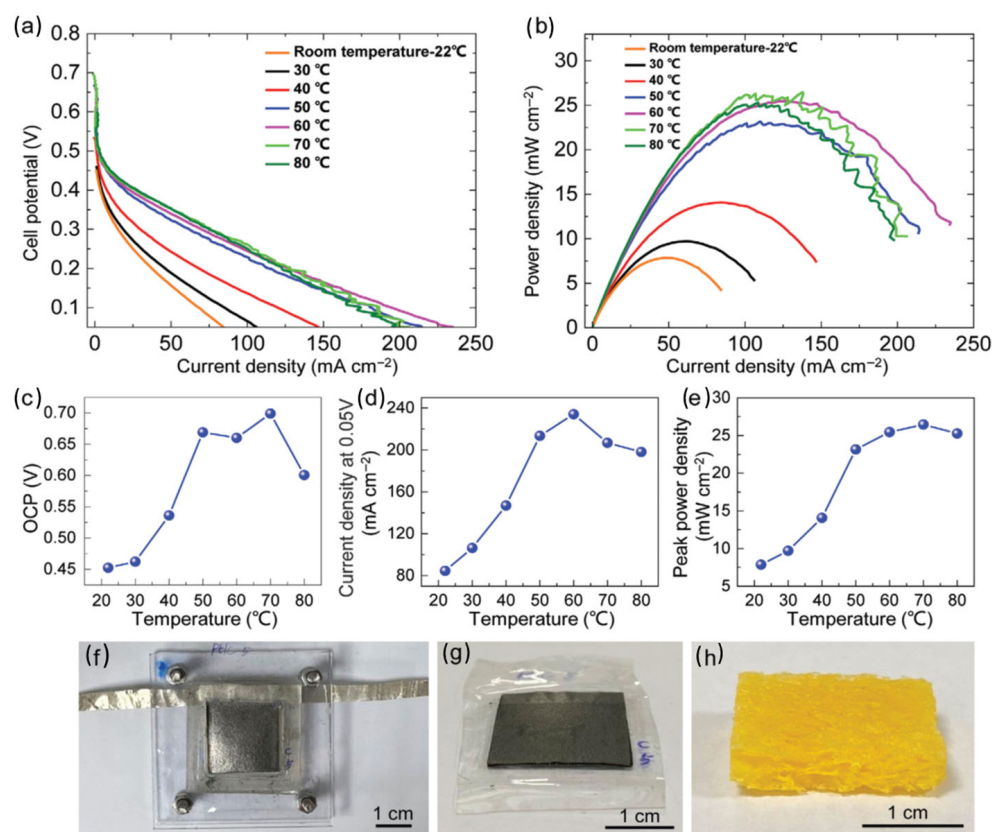 (a)
0.8
0.7
0.6
0.5
0.4
0.3
0.2
0.1
Cell potential (V)
Room temperature-22℃
30 ℃
40 ℃
50 ℃
60 ℃
70 ℃
80 ℃
0 50 100 150 200 250
Current density (mA cm⁻²)
(b)
30
25
20
15
10
5
0
Power density (mW cm⁻²)
Room temperature-22℃
30 ℃
40 ℃
50 ℃
60 ℃
70 ℃
80 ℃
0 50 100 150 200 250
Current density (mA cm⁻²)
(c)
0.70
0.65
0.60
0.55
0.50
0.45
OCP (V)
20 30 40 50 60 70 80
Temperature (℃)
(d)
240
200
160
120
80
Current density at 0.05V
(mA cm⁻²)
20 30 40 50 60 70 80
Temperature (℃)
(e)
30
25
20
15
10
5
Peak power density
(mW cm⁻²)
20 30 40 50 60 70 80
Temperature (℃)
(f)
1 cm
(g)
1 cm
(h)
1 cm